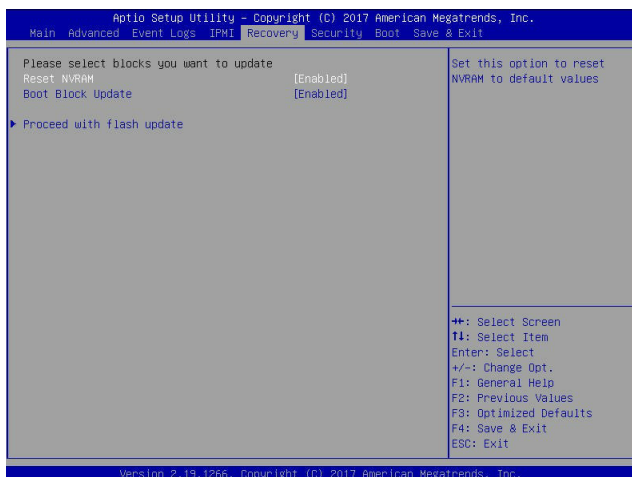 Aptio Setup Utility – Copyright (C) 2017 American Megatrends, Inc.
Main Advanced Event Logs IPMI Recovery Security Boot Save & Exit
Please select blocks you want to update
Reset NVRAM [Enabled]
Boot Block Update [Enabled]
Proceed with flash update
Set this option to reset
NVRAM to default values
: Select Screen
↑↓: Select Item
Enter: Select
+/-: Change Opt.
F1: General Help
F2: Previous Values
F3: Optimized Defaults
F4: Save & Exit
ESC: Exit
Version 2.19.1266. Copyright (C) 2017 American Megatrends, Inc.